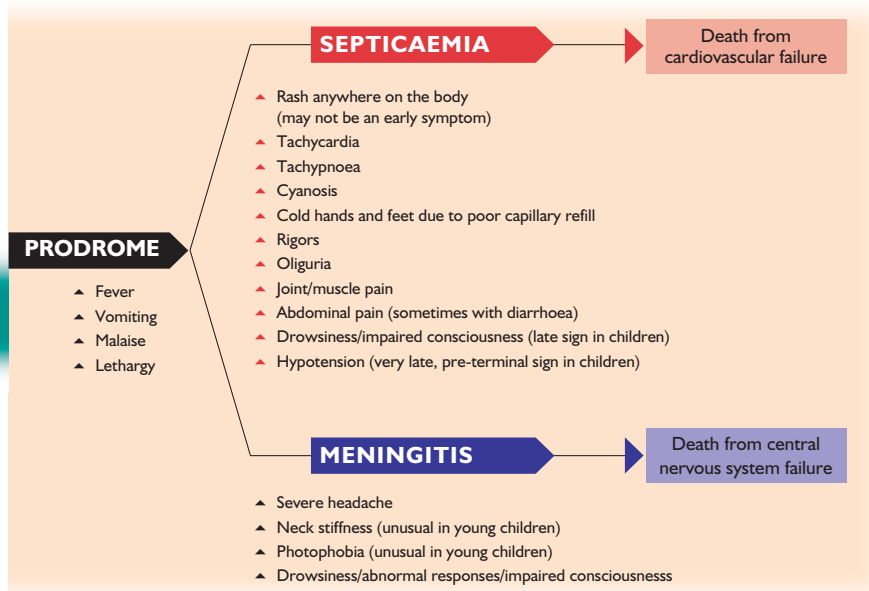 SEPTICAEMIA
Death from
cardiovascular failure
Rash anywhere on the body
(may not be an early symptom)
Tachycardia
Tachypnoea
Cyanosis
Cold hands and feet due to poor capillary refill
Rigors
Oliguria
Joint/muscle pain
Abdominal pain (sometimes with diarrhoea)
Drowsiness/impaired consciousness (late sign in children)
Hypotension (very late, pre-terminal sign in children)
PRODROME
Fever
Vomiting
Malaise
Lethargy
MENINGITIS
Death from central
nervous system failure
Severe headache
Neck stiffness (unusual in young children)
Photophobia (unusual in young children)
Drowsiness/abnormal responses/impaired consciousnesss